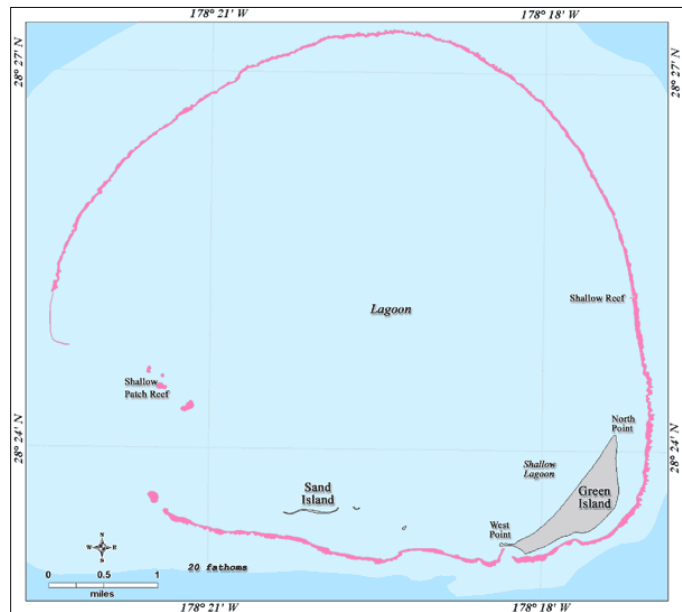 178° 21' W
178° 18' W
28° 27' N
28° 27' N
Shallow Reef
Lagoon
Shallow
Patch Reef
North
Point
28° 24' N
28° 24' N
Shallow
Lagoon
Sand
Island
Green
Island
West
Point
N
W
E
S
20 fathoms
0
0.5
1
miles
178° 21' W
178° 18' W